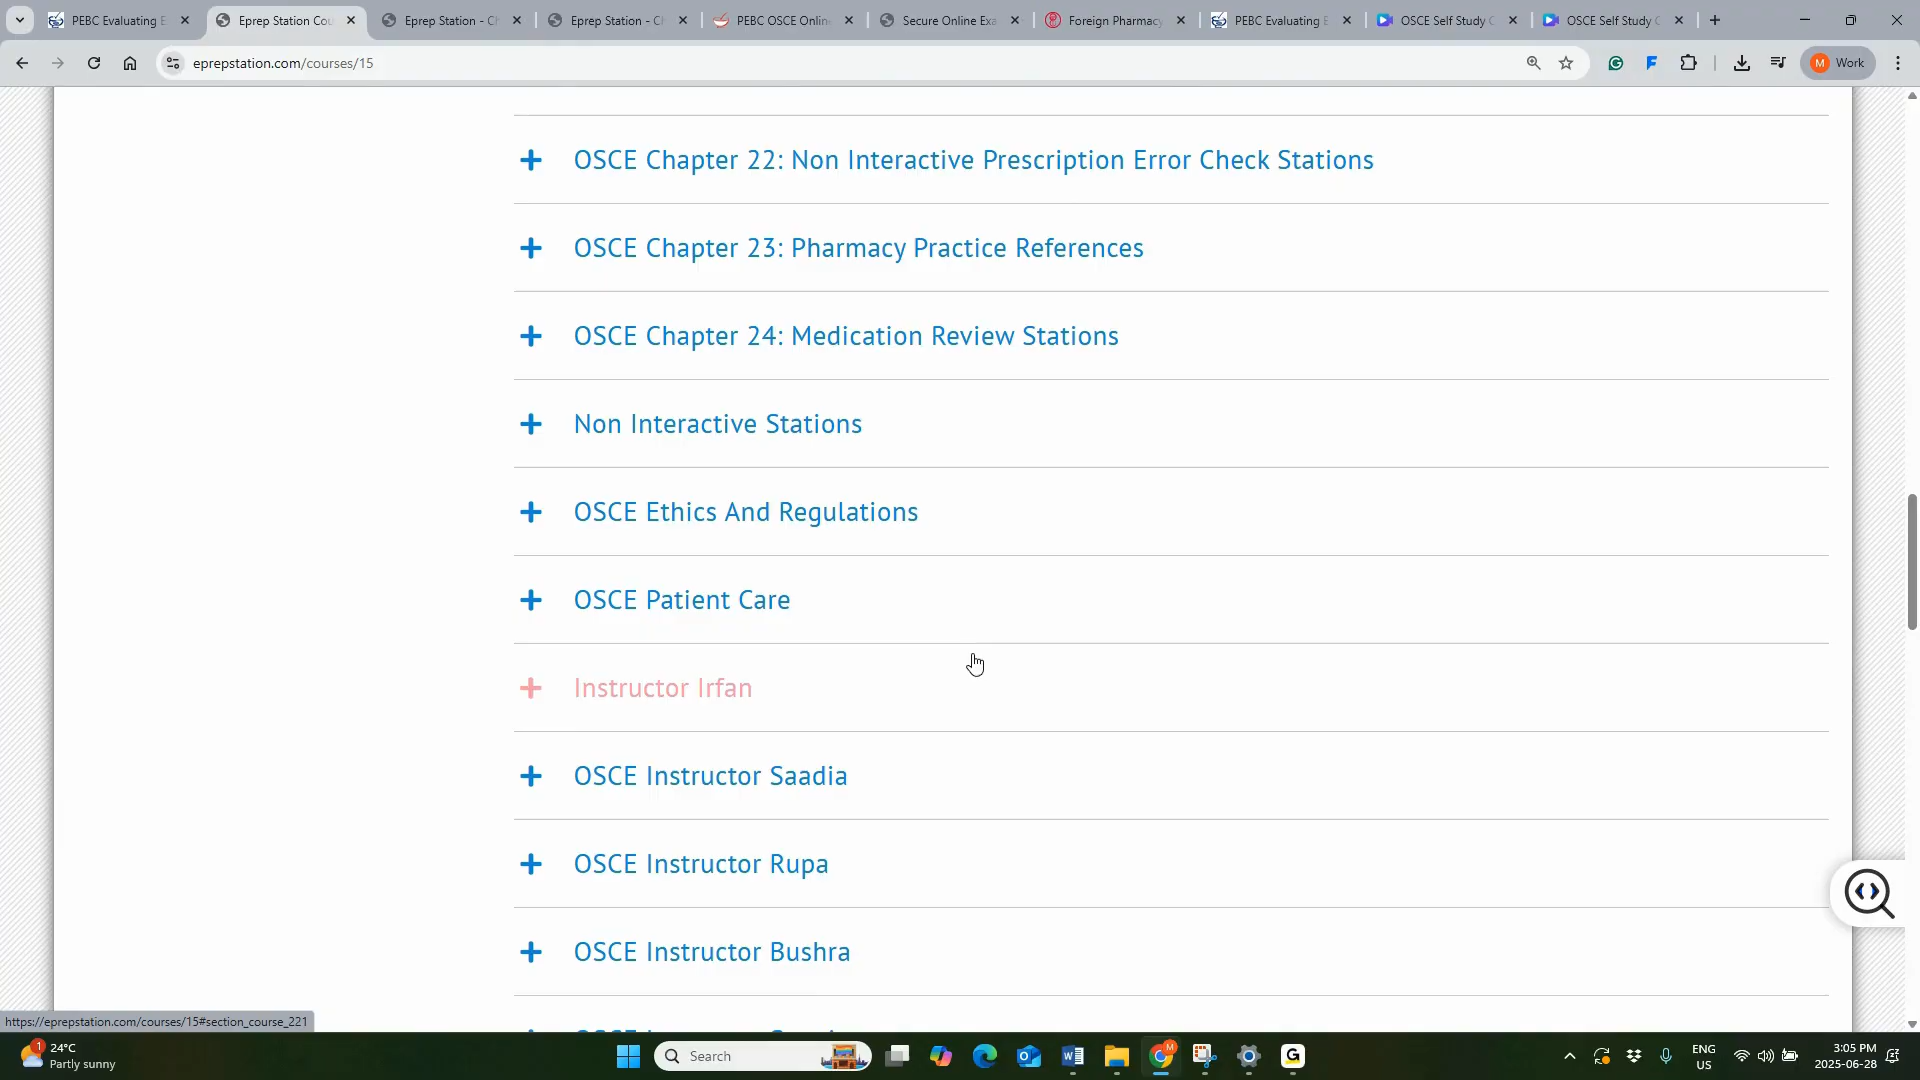 PEBC Evaluating E
Eprep Station Cou
Eprep Station - Ch
Eprep Station - Ch
PEBC OSCE Onlin
Secure Online Exa
Foreign Pharmacy
PEBC Evaluating E
OSCE Self Study C
OSCE Self Study C
eprepstation.com/courses/15
M
Work
OSCE Chapter 22: Non Interactive Prescription Error Check Stations
OSCE Chapter 23: Pharmacy Practice References
OSCE Chapter 24: Medication Review Stations
Non Interactive Stations
OSCE Ethics And Regulations
OSCE Patient Care
Instructor Irfan
OSCE Instructor Saadia
OSCE Instructor Rupa
OSCE Instructor Bushra
https://eprepstation.com/courses/15#section_course_221
1
24°C
Partly sunny
Search
ENG
US
3:05 PM
2025-06-28